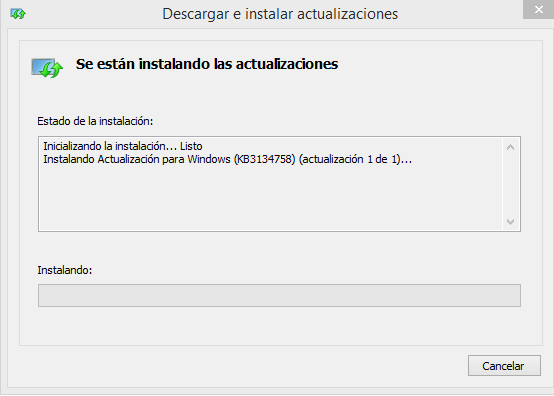 Descargar e instalar actualizaciones
Se están instalando las actualizaciones
Estado de la instalación:
Inicializando la instalación... Listo
Instalando Actualización para Windows (KB3134758) (actualización 1 de 1)...
Instalando:
Cancelar